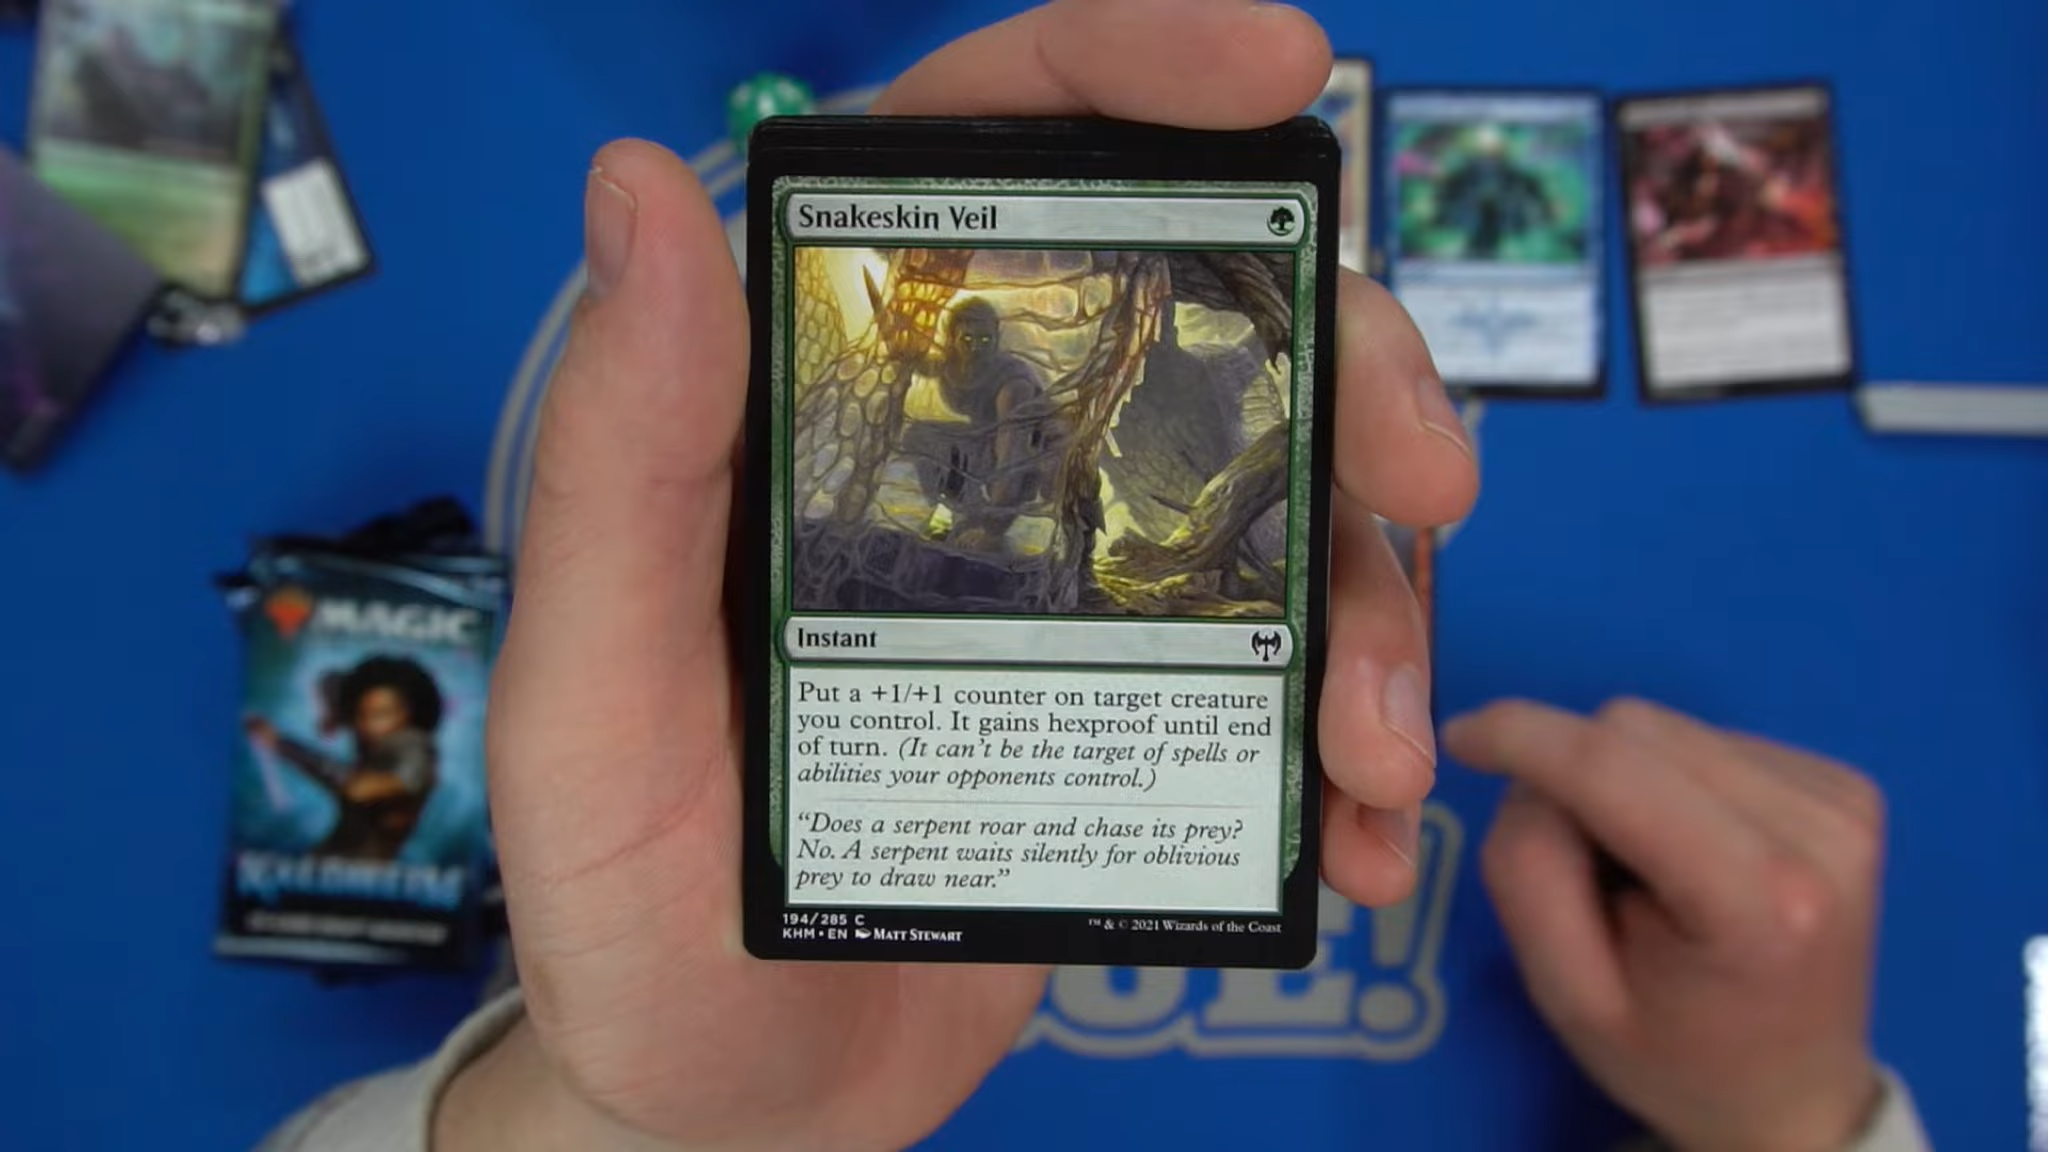 Snakeskin Veil
Instant
Put a +1/+1 counter on target creature
you control. It gains hexproof until end
of turn. (It can't be the target of spells or
abilities your opponents control.)
“Does a serpent roar and chase its prey?
No. A serpent waits silently for oblivious
prey to draw near.”
194/285 C
KHM • EN MATT STEWART
™ & © 2021 Wizards of the Coast
MAGIC
KALDHEIM